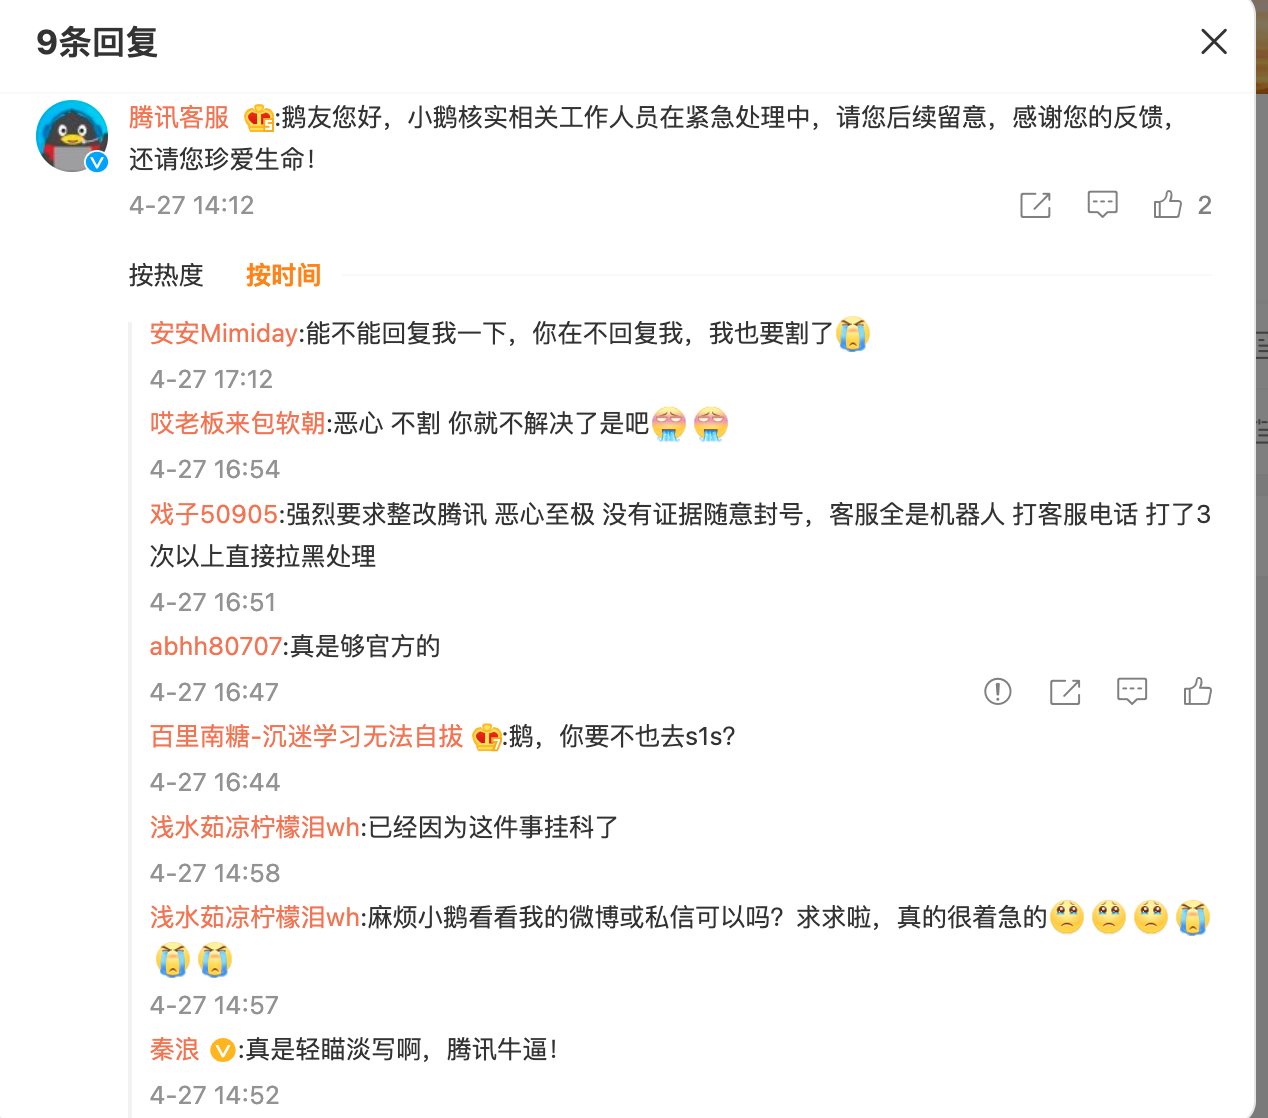 9条回复
腾讯客服 :鹅友您好，小鹅核实相关工作人员在紧急处理中，请您后续留意，感谢您的反馈，
还请您珍爱生命！
4-27 14:12
2
按热度 按时间
安安Mimiday:能不能回复我一下，你在不回复我，我也要割了
4-27 17:12
哎老板来包软朝:恶心 不割 你就不解决了是吧
4-27 16:54
戏子50905:强烈要求整改腾讯 恶心至极 没有证据随意封号，客服全是机器人 打客服电话 打了3
次以上直接拉黑处理
4-27 16:51
abhh80707:真是够官方的
4-27 16:47
百里南糖-沉迷学习无法自拔 :鹅，你要不也去s1s?
4-27 16:44
浅水茹凉柠檬泪wh:已经因为这件事挂科了
4-27 14:58
浅水茹凉柠檬泪wh:麻烦小鹅看看我的微博或私信可以吗？求求啦，真的很着急的
4-27 14:57
秦浪 :真是轻瞄淡写啊，腾讯牛逼！
4-27 14:52